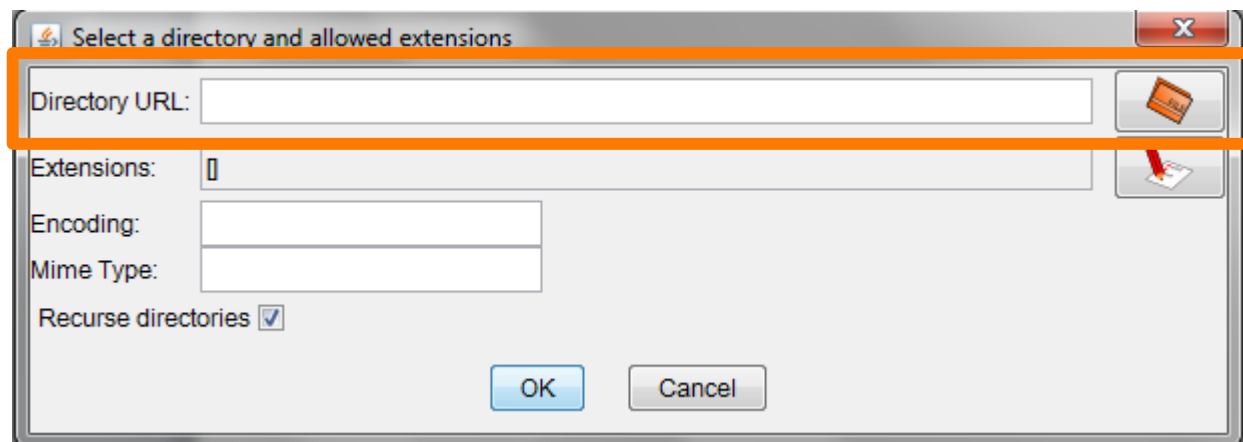 Select a directory and allowed extensions
Directory URL:
Extensions: []
Encoding:
Mime Type:
Recurse directories
OK Cancel